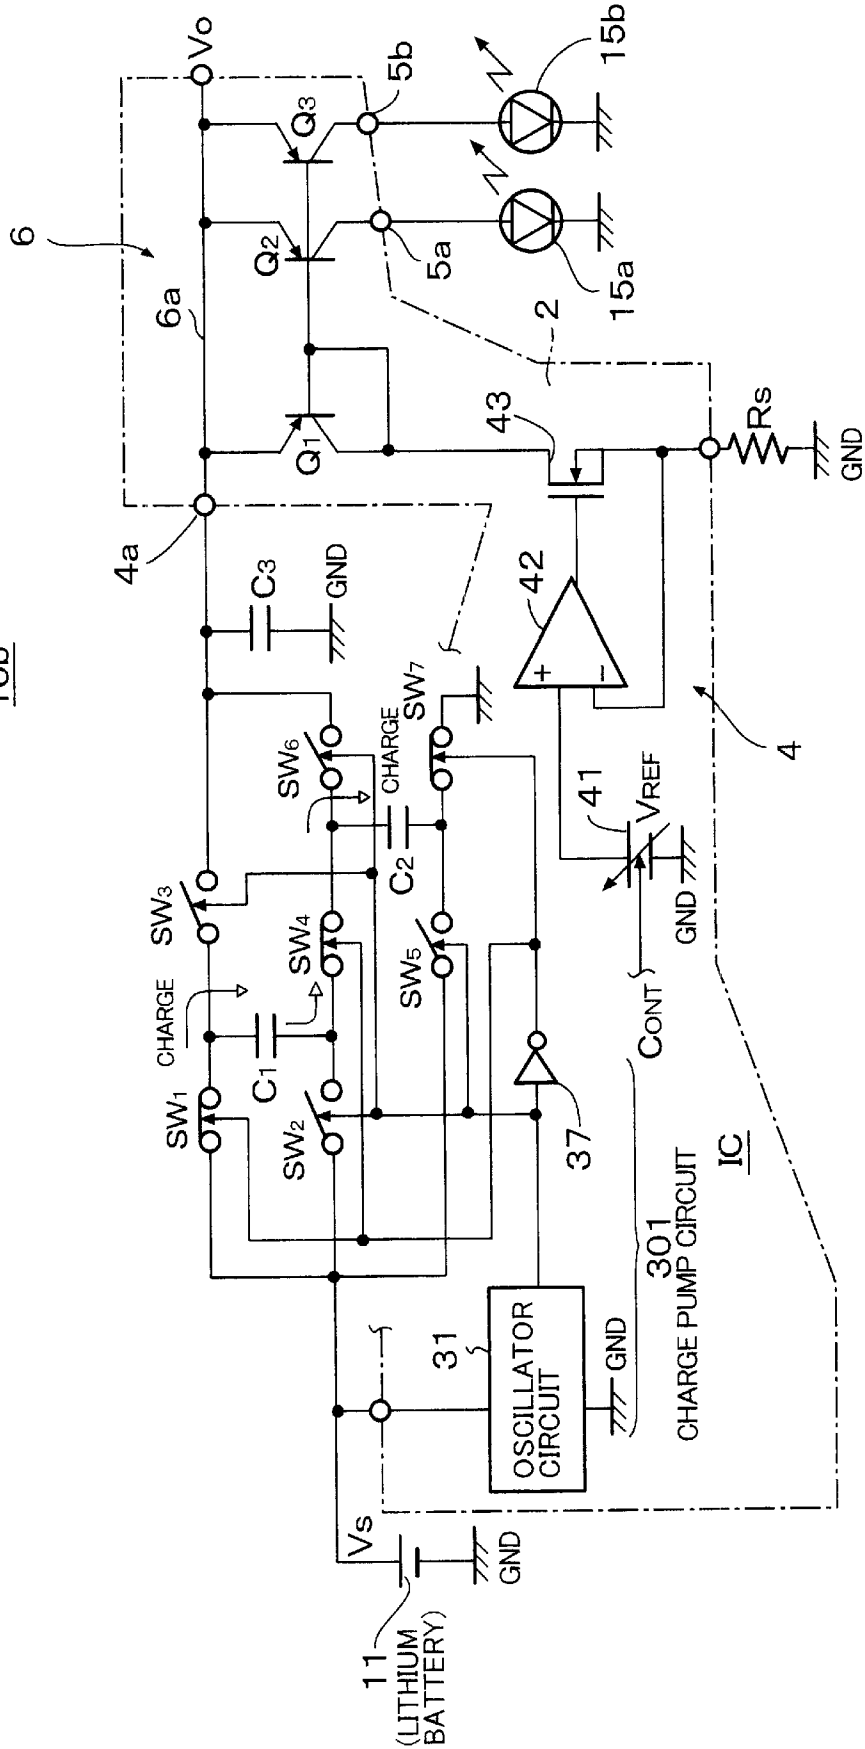 6
6a
Vo
4a
C3
GND
Q1
Q2
Q3
5a
5b
15a
15b
2
43
Rs
GND
42
+
−
4
41
VREF
GND
CONT
SW1
SW2
SW3
SW4
SW5
SW6
SW7
CHARGE
C1
CHARGE
C2
37
31
OSCILLATOR
CIRCUIT
GND
301
CHARGE PUMP CIRCUIT
IC
Vs
11
(LITHIUM
BATTERY)
GND